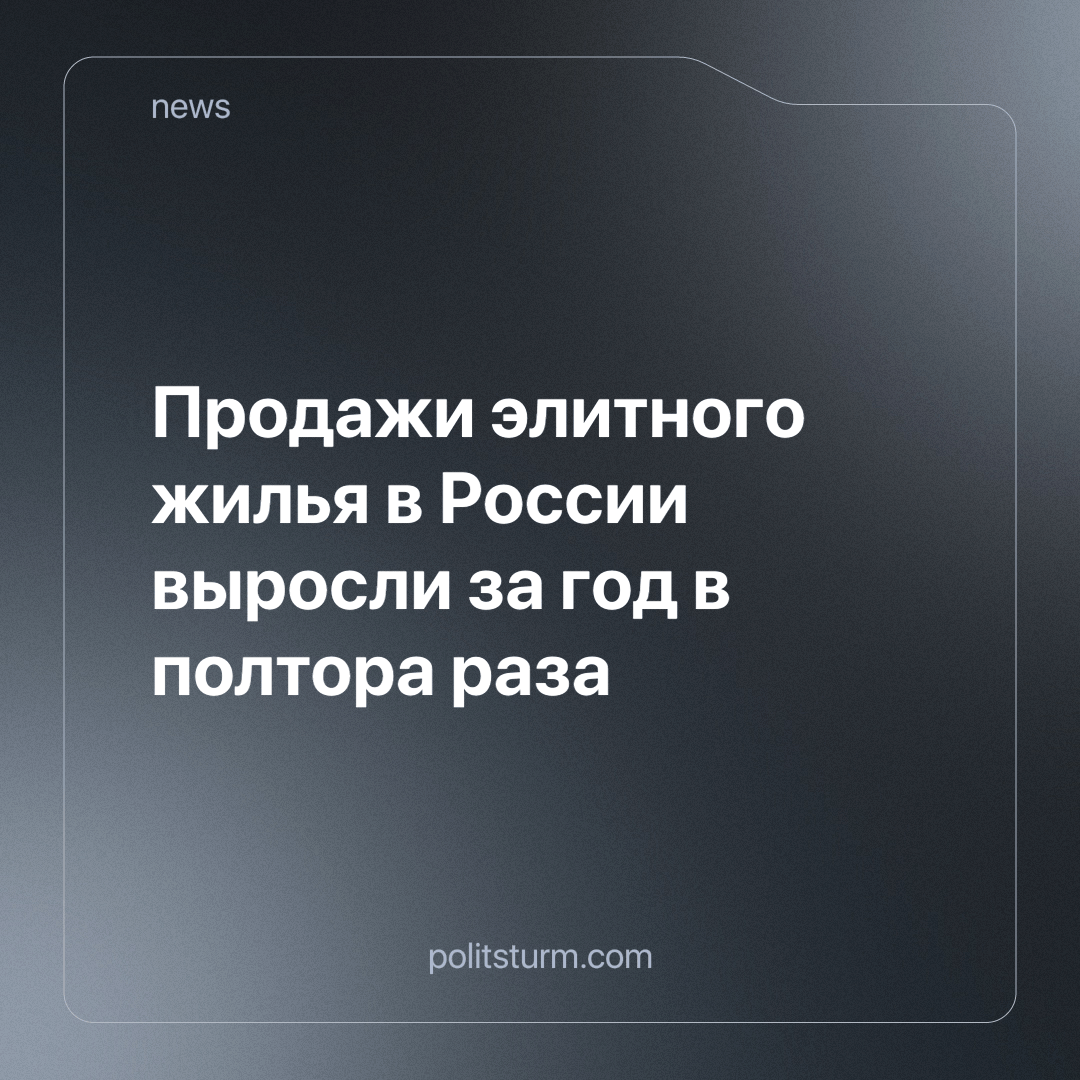 news
Продажи элитного
жилья в России
выросли за год в
полтора раза
politsturm.com